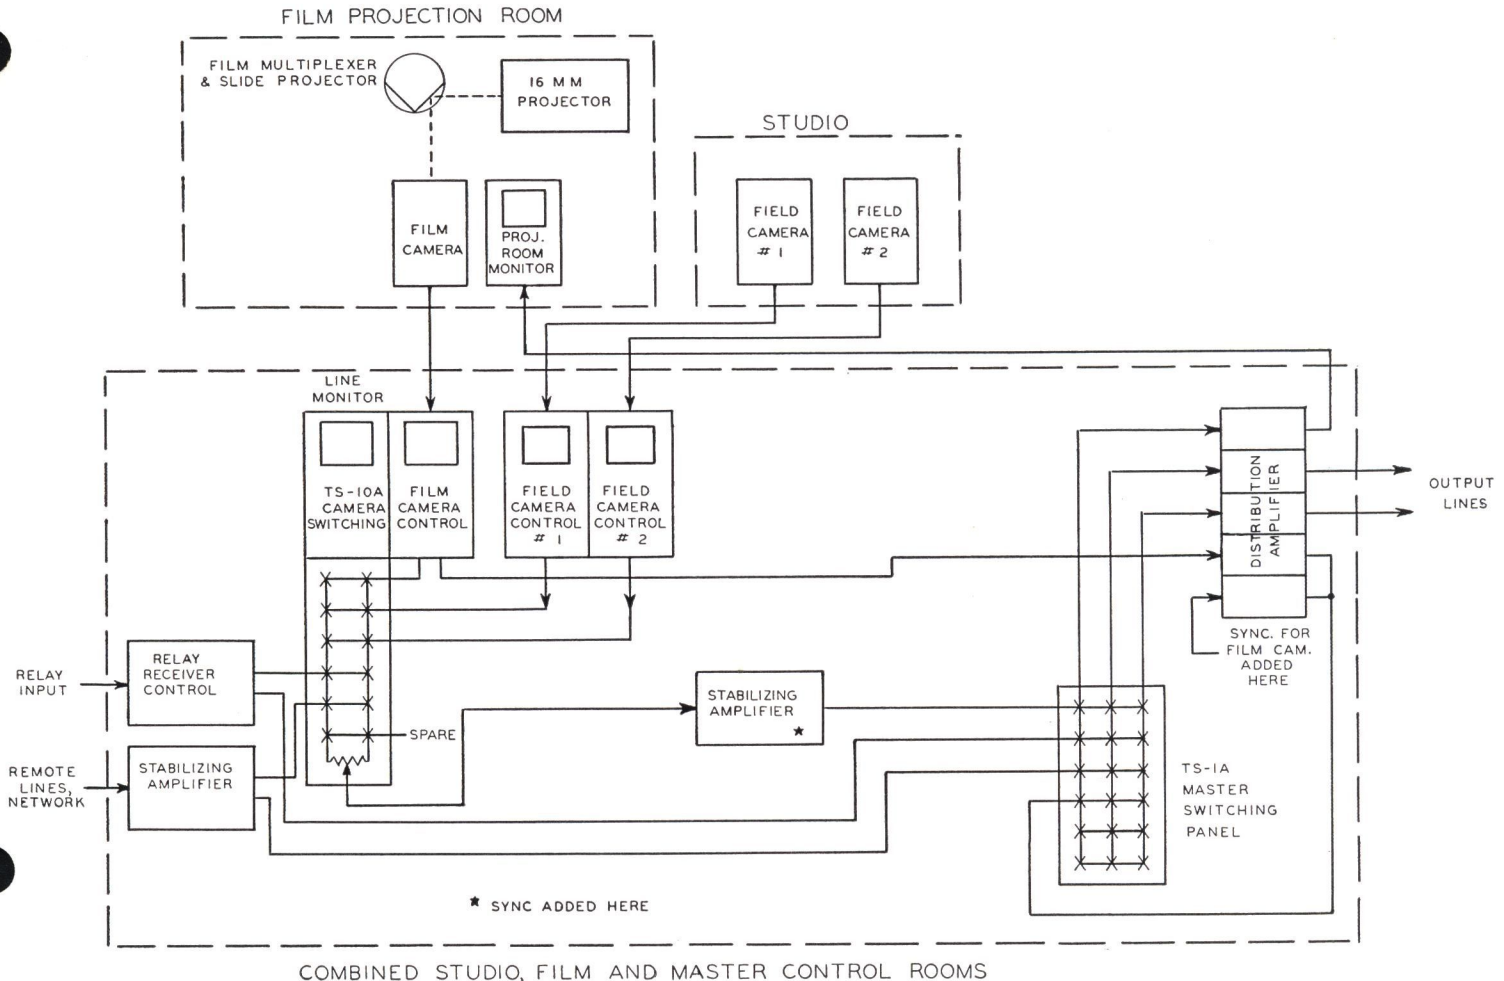 FILM PROJECTION ROOM
FILM MULTIPLEXER
& SLIDE PROJECTOR
16 MM
PROJECTOR
STUDIO
FILM
CAMERA
PROJ.
ROOM
MONITOR
FIELD
CAMERA
# 1
FIELD
CAMERA
# 2
LINE
MONITOR
TS-10A
CAMERA
SWITCHING
FILM
CAMERA
CONTROL
FIELD
CAMERA
CONTROL
# 1
FIELD
CAMERA
CONTROL
# 2
DISTRIBUTION
AMPLIFIER
OUTPUT
LINES
SYNC. FOR
FILM CAM.
ADDED
HERE
RELAY
INPUT
RELAY
RECEIVER
CONTROL
STABILIZING
AMPLIFIER
★
SPARE
REMOTE
LINES,
NETWORK
STABILIZING
AMPLIFIER
TS-1A
MASTER
SWITCHING
PANEL
★ SYNC ADDED HERE
COMBINED STUDIO, FILM AND MASTER CONTROL ROOMS